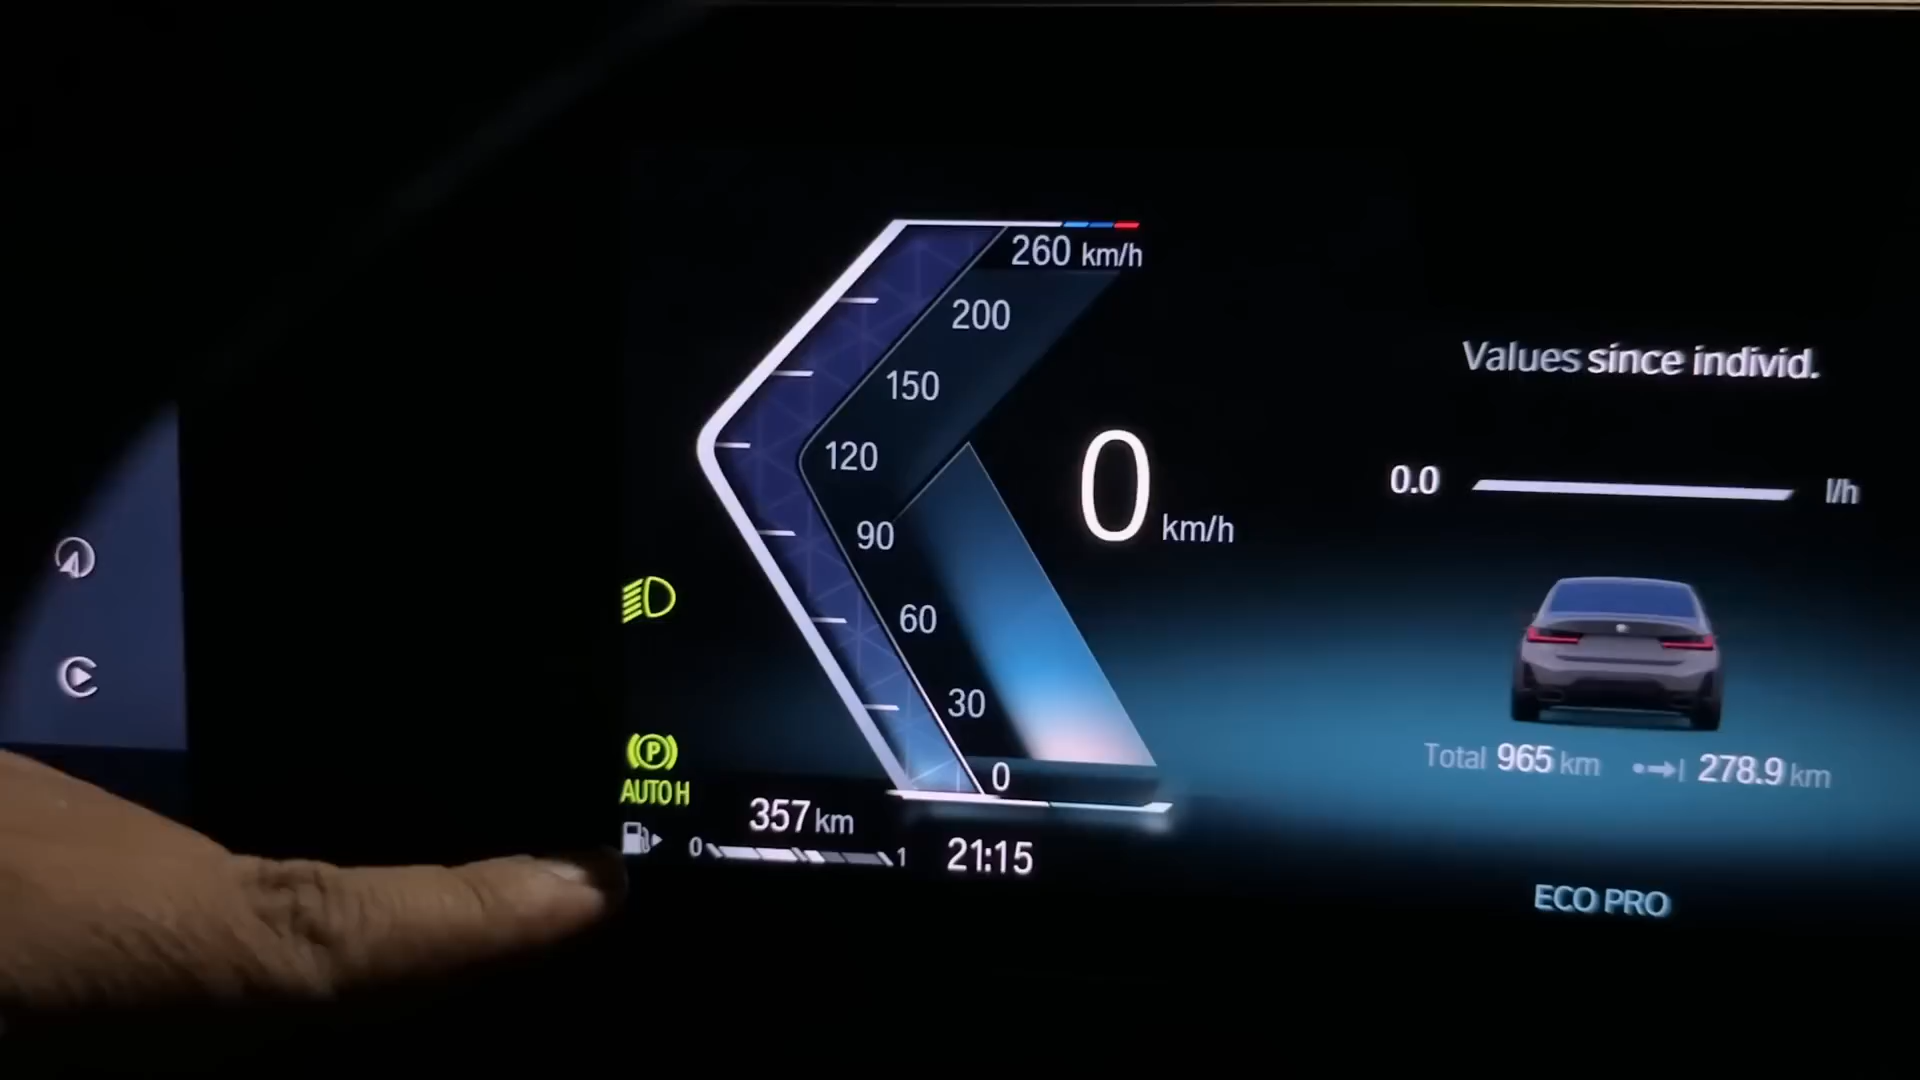 260 km/h
200
150
120
90
60
30
0
0 km/h
Values since individ.
0.0 l/h
Total 965 km 278.9 km
P
AUTO H
357 km
0 1
21:15
ECO PRO